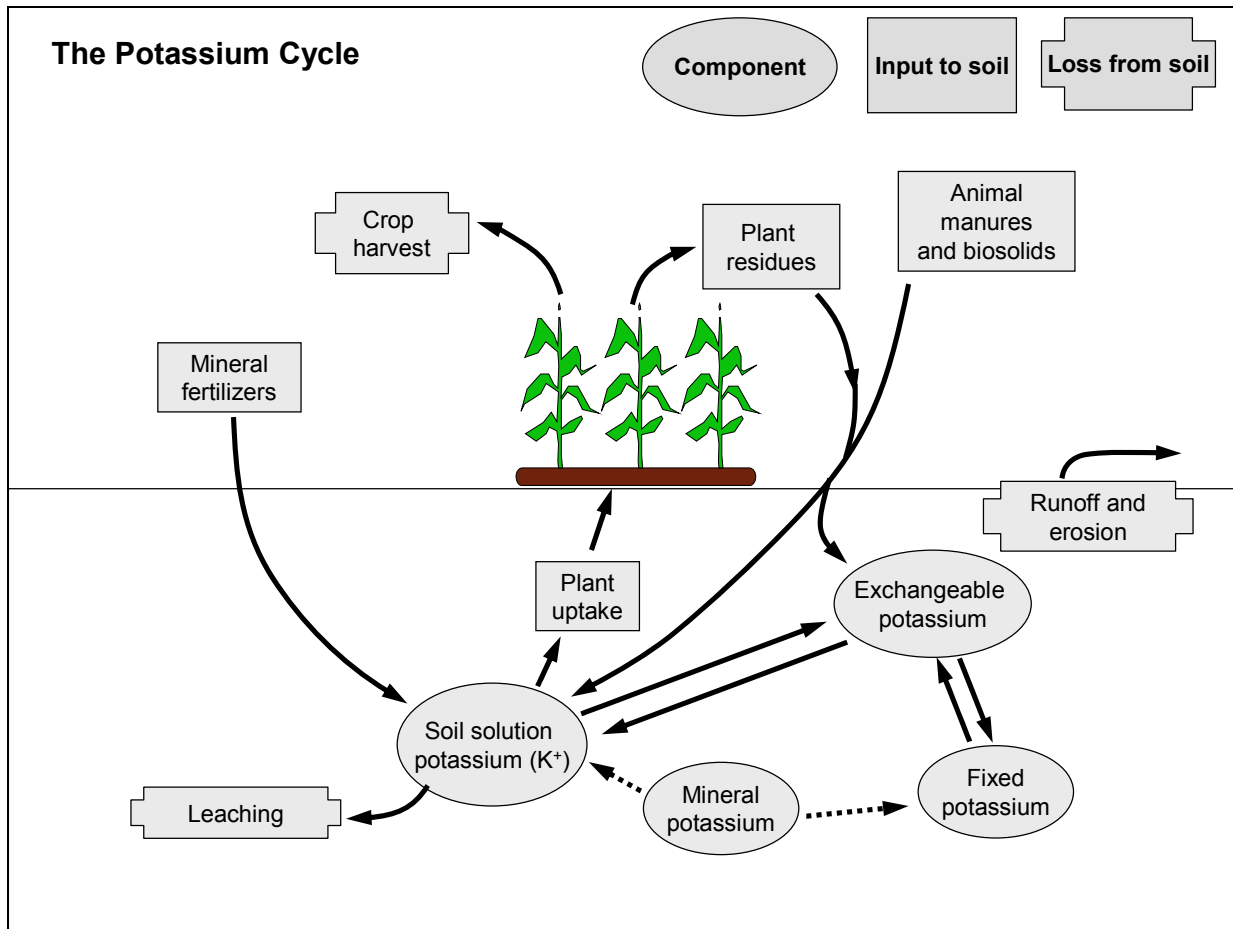 The Potassium Cycle
Component
Input to soil
Loss from soil
Crop
harvest
Plant
residues
Animal
manures
and biosolids
Mineral
fertilizers
Runoff and
erosion
Plant
uptake
Exchangeable
potassium
Soil solution
potassium (K⁺)
Leaching
Mineral
potassium
Fixed
potassium